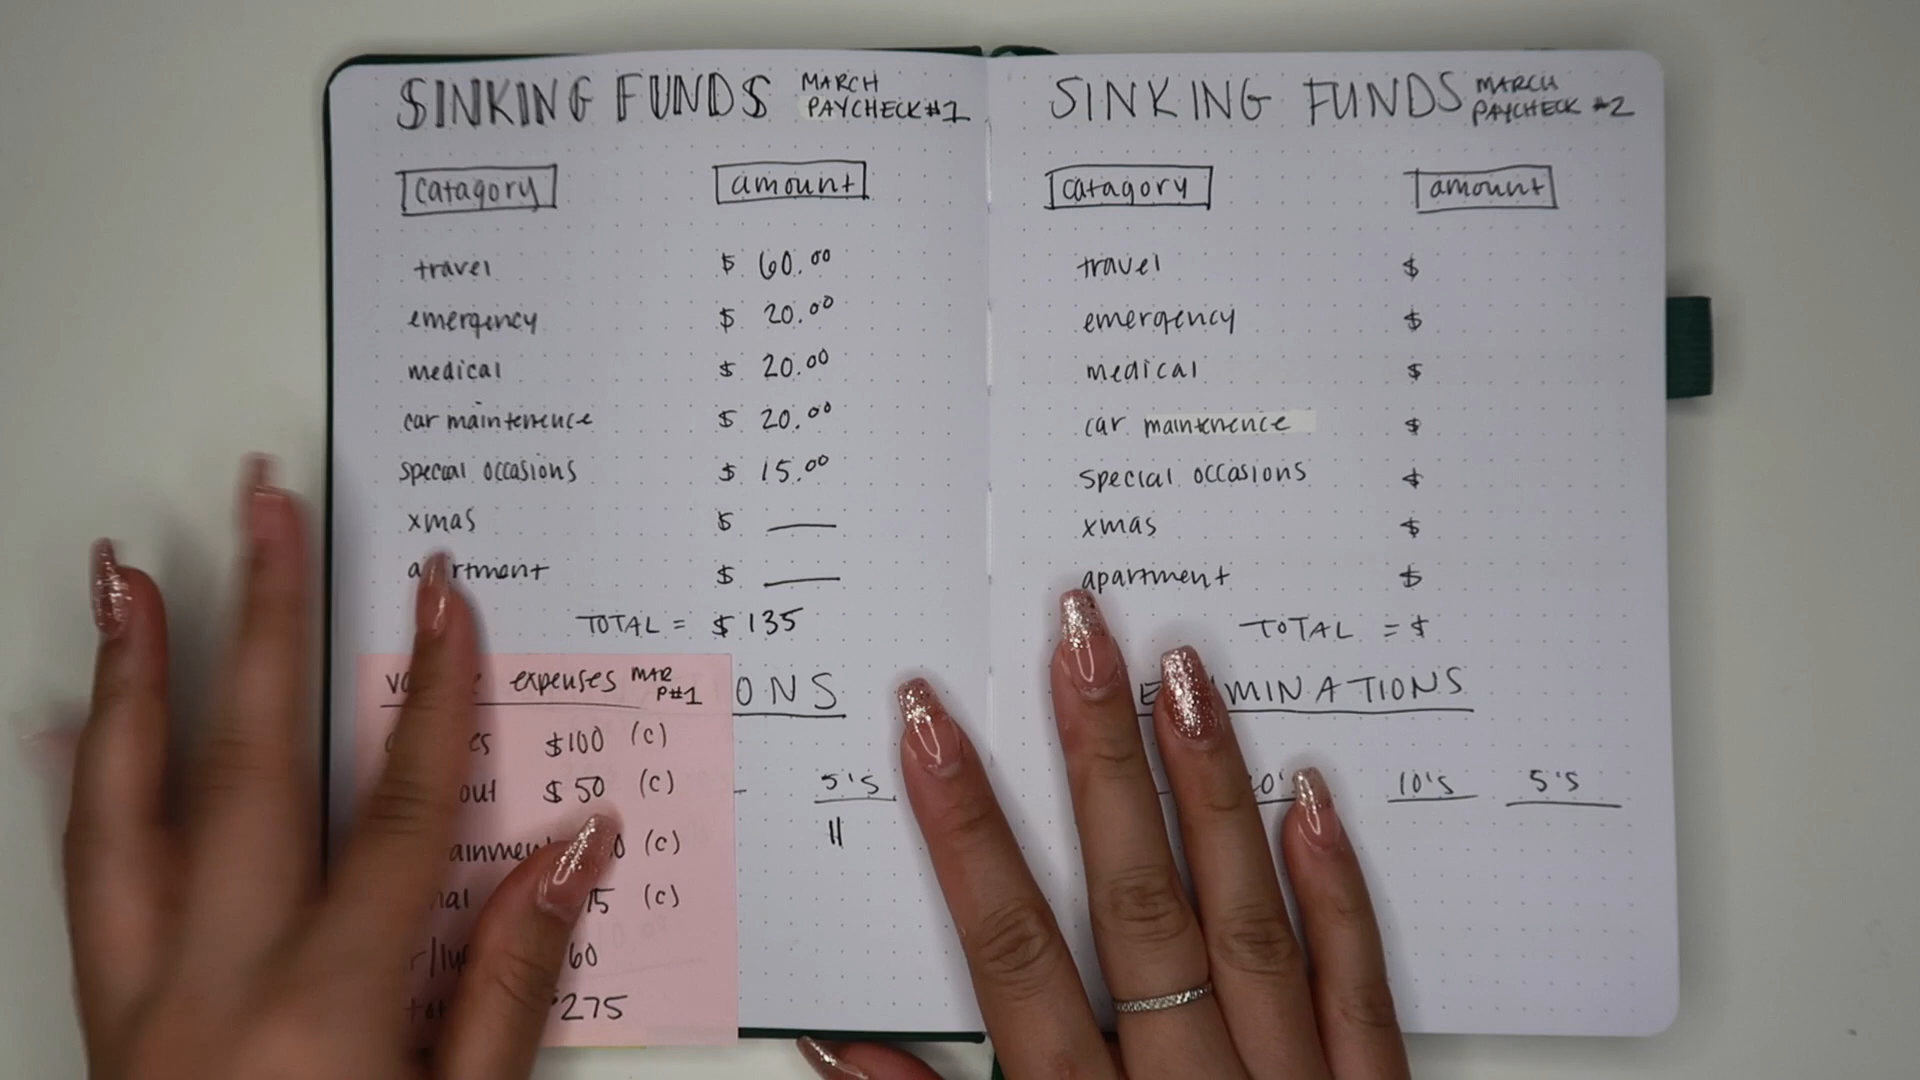 SINKING FUNDS MARCH PAYCHECK #1
catagory amount
travel $ 60.00
emergency $ 20.00
medical $ 20.00
car maintenence $ 20.00
special occasions $ 15.00
xmas $
$
TOTAL = $ 135
expenses MAR P#1
$100 (c)
out $50 (c)
(c)
(c)
60
$275
5'S
SINKING FUNDS MARCH PAYCHECK #2
catagory amount
travel $
emergency $
medical $
car maintenence $
special occasions $
xmas $
apartment $
TOTAL = $
10'S 5'S